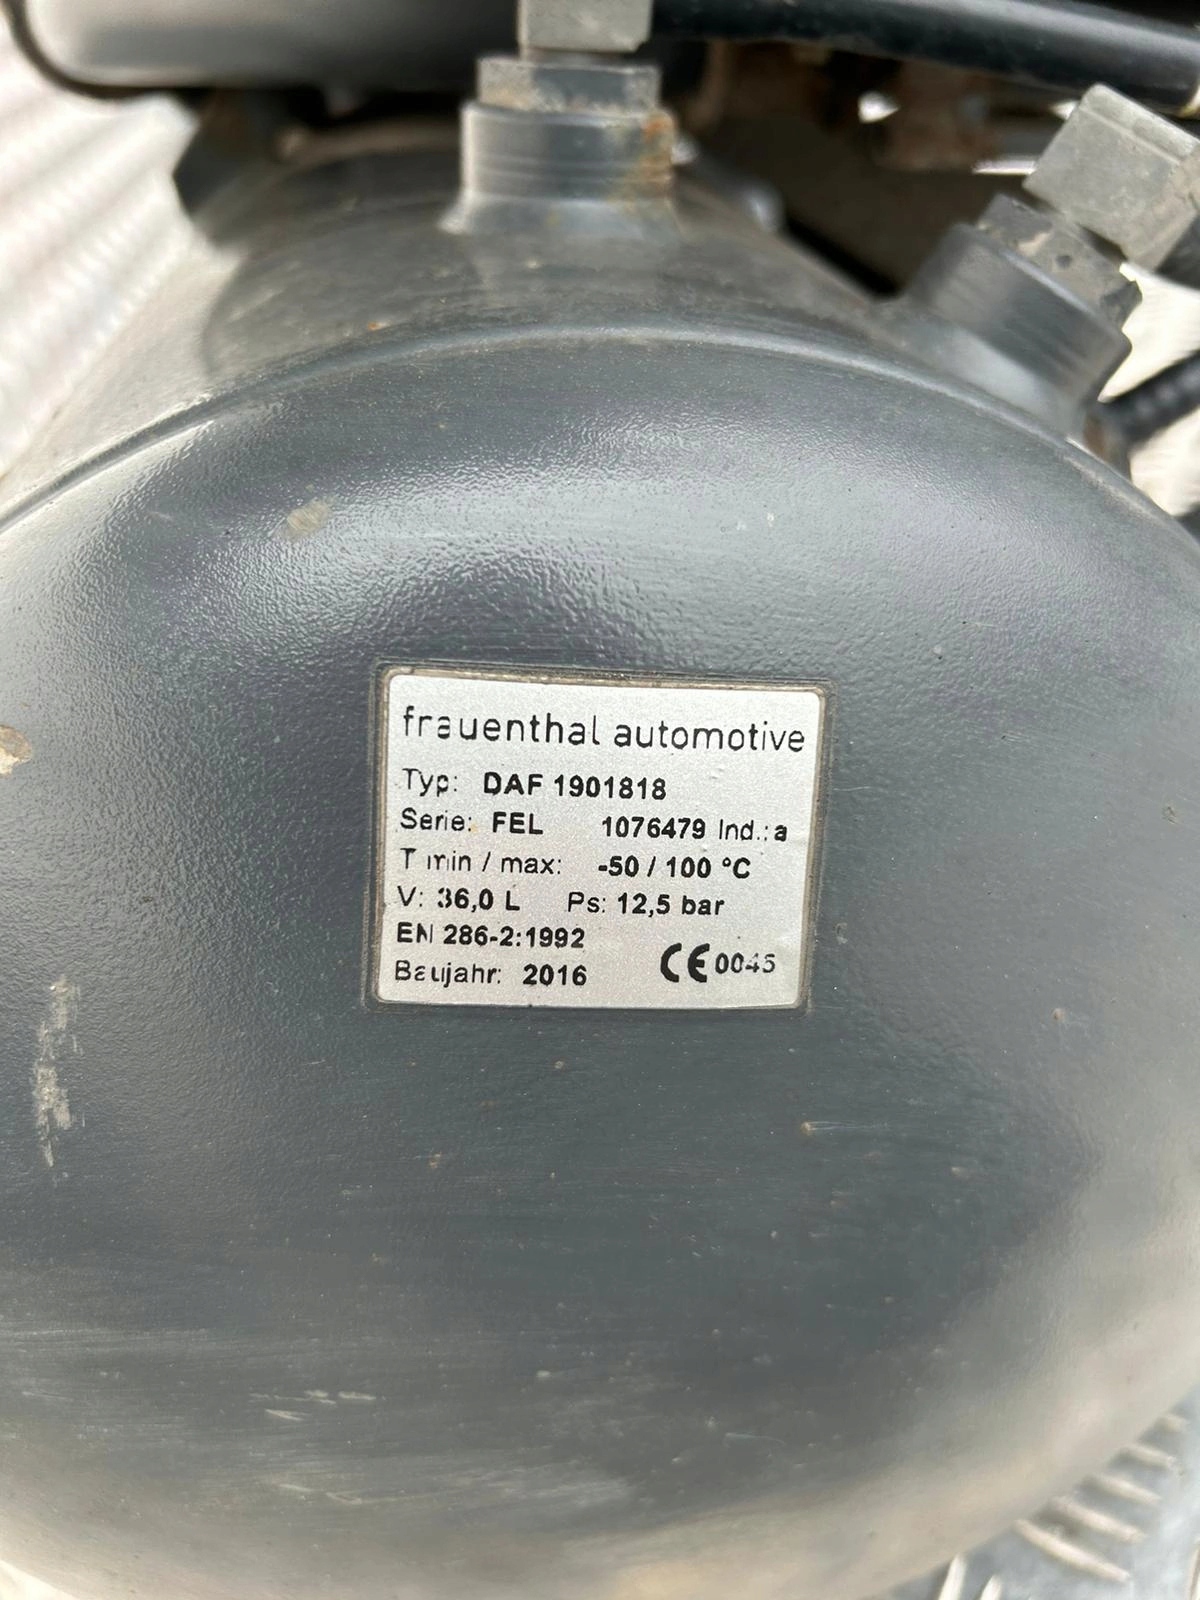 frauenthal automotive
Typ: DAF 1901818
Serie: FEL 1076479 Ind.: a
T min / max: -50 / 100 °C
V: 36,0 L Ps: 12,5 bar
EN 286-2:1992
Baujahr: 2016 CE 0045